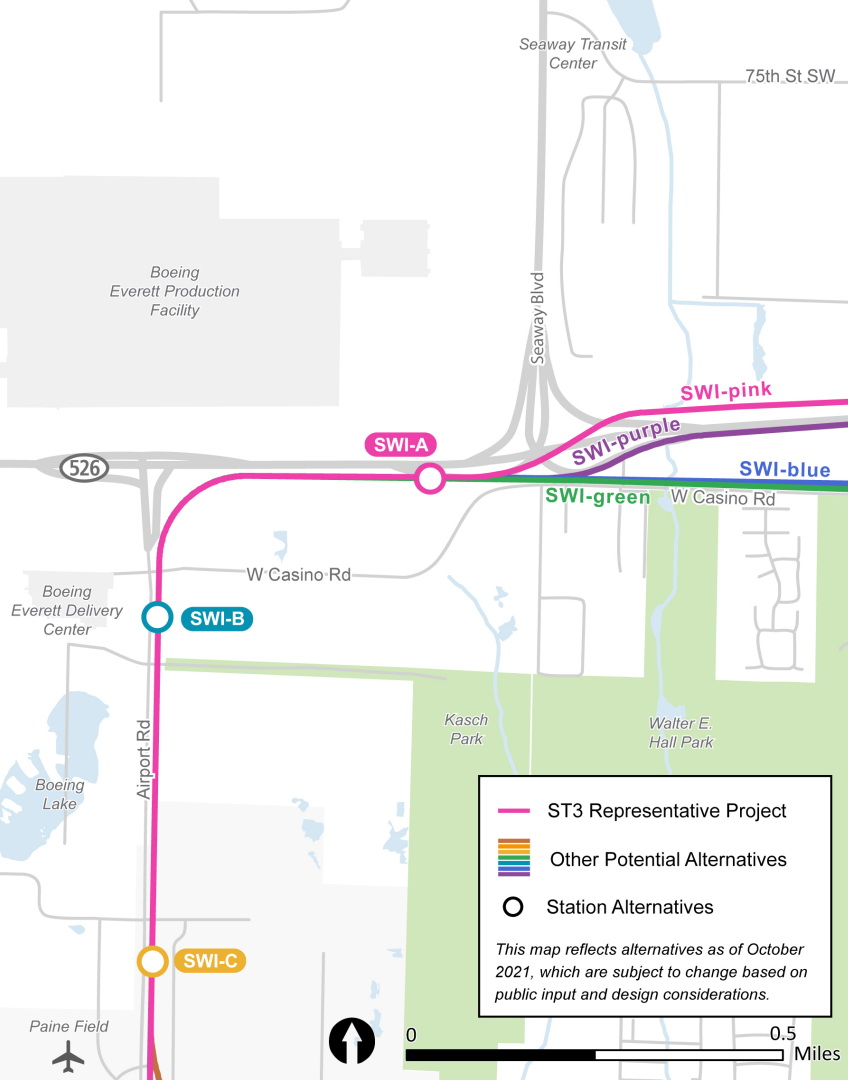 Seaway Transit
Center
75th St SW
Boeing
Everett Production
Facility
Seaway Blvd
SWI-pink
SWI-purple
SWI-A
526
SWI-blue
SWI-green
W Casino Rd
W Casino Rd
Boeing
Everett Delivery
Center
SWI-B
Kasch
Park
Walter E.
Hall Park
Airport Rd
Boeing
Lake
ST3 Representative Project
Other Potential Alternatives
Station Alternatives
This map reflects alternatives as of October
2021, which are subject to change based on
public input and design considerations.
SWI-C
Paine Field
0
0.5
Miles